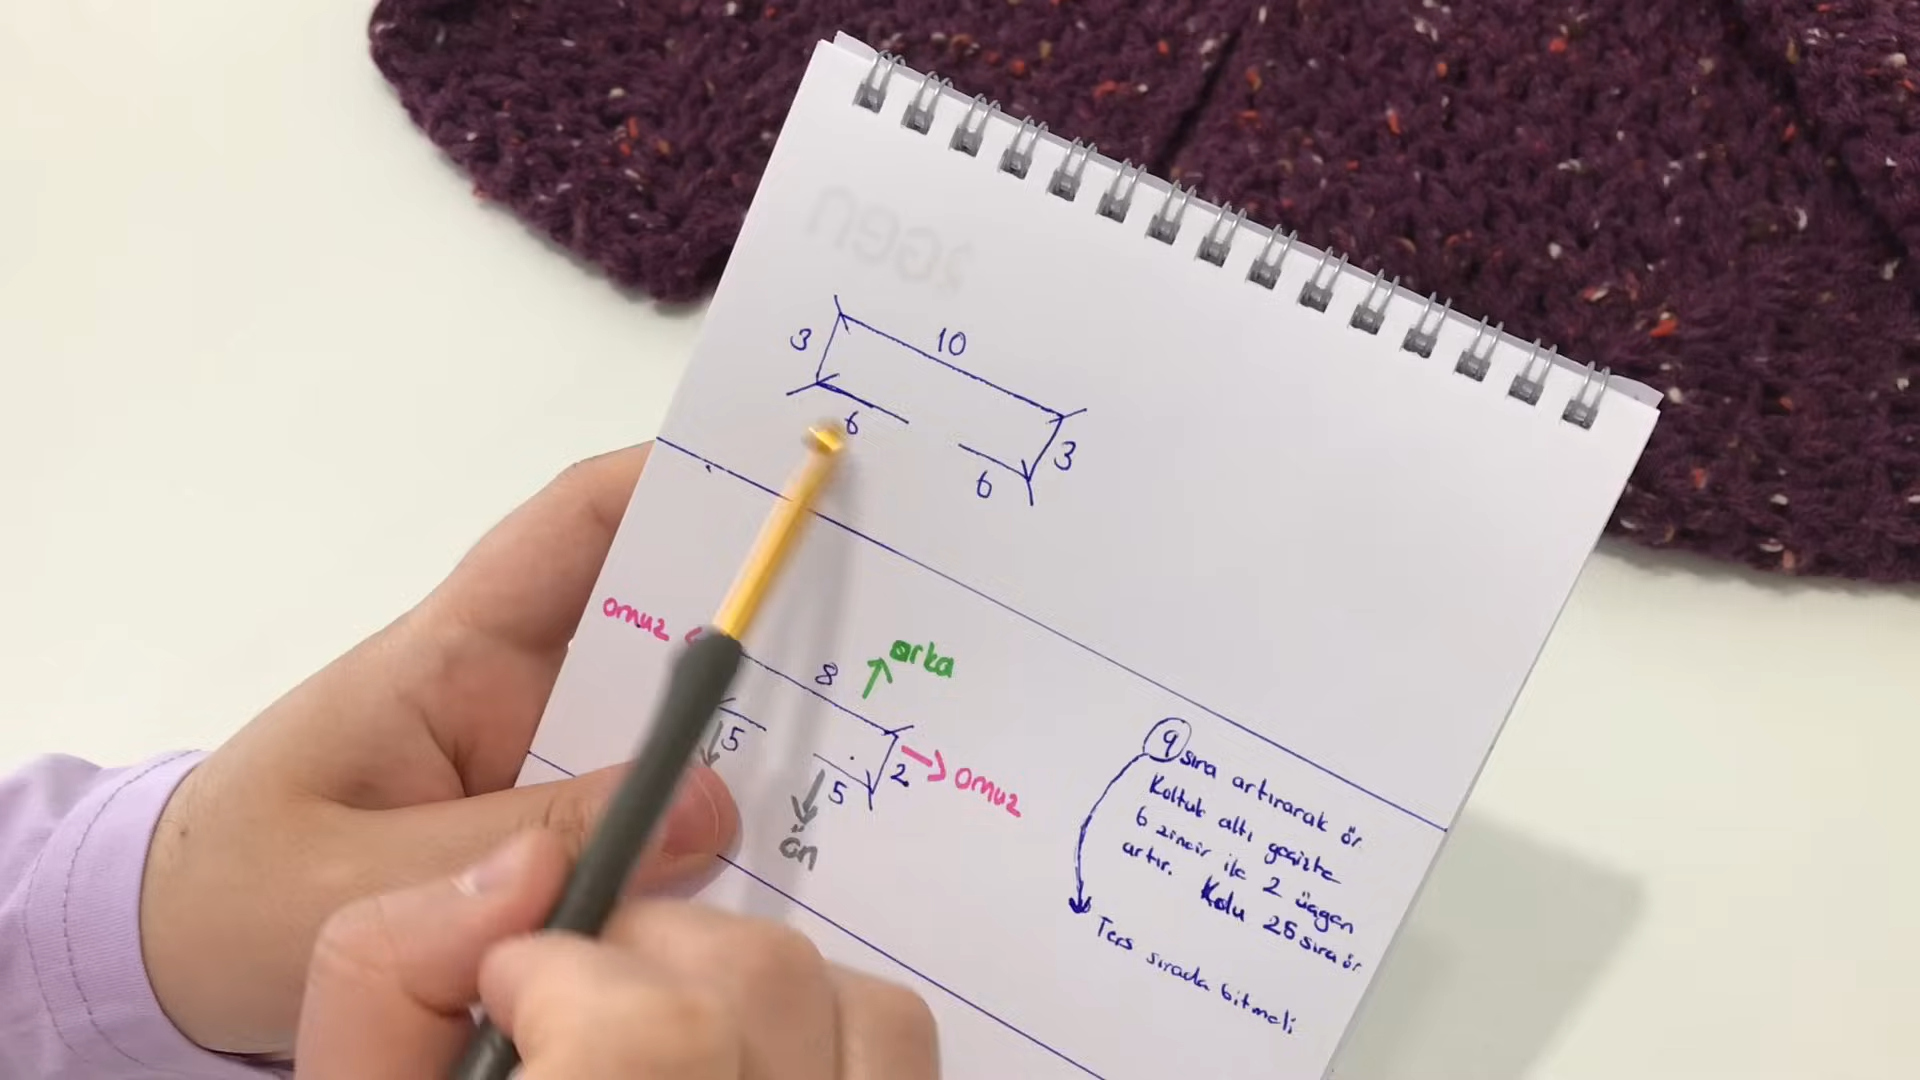 10
3
6
3
6
omuz
arka
8
5
2
omuz
5
ön
9 sıra artırarak ör.
Koltuk altı geçişte
6 zincir ile 2 üçgen
artır. Kolu 25 sıra ör.
Ters sırada bitmeli